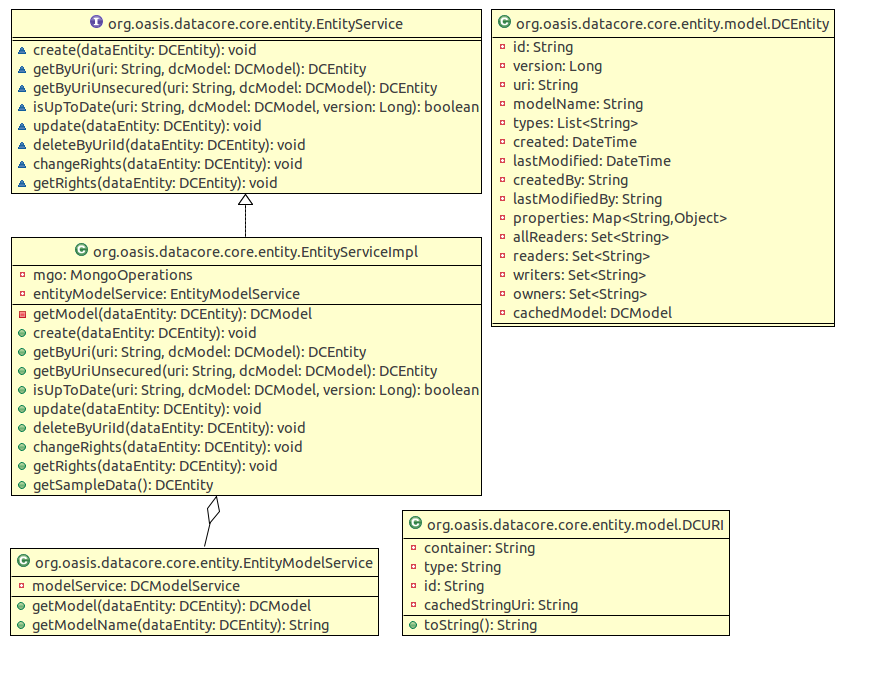 org.oasis.datacore.core.entity.EntityService
create(dataEntity: DCEntity): void
getByUri(uri: String, dcModel: DCModel): DCEntity
getByUriUnsecured(uri: String, dcModel: DCModel): DCEntity
isUpToDate(uri: String, dcModel: DCModel, version: Long): boolean
update(dataEntity: DCEntity): void
deleteByUriId(dataEntity: DCEntity): void
changeRights(dataEntity: DCEntity): void
getRights(dataEntity: DCEntity): void
org.oasis.datacore.core.entity.model.DCEntity
id: String
version: Long
uri: String
modelName: String
types: List<String>
created: DateTime
lastModified: DateTime
createdBy: String
lastModifiedBy: String
properties: Map<String,Object>
allReaders: Set<String>
readers: Set<String>
writers: Set<String>
owners: Set<String>
cachedModel: DCModel
org.oasis.datacore.core.entity.EntityServiceImpl
mgo: MongoOperations
entityModelService: EntityModelService
getModel(dataEntity: DCEntity): DCModel
create(dataEntity: DCEntity): void
getByUri(uri: String, dcModel: DCModel): DCEntity
getByUriUnsecured(uri: String, dcModel: DCModel): DCEntity
isUpToDate(uri: String, dcModel: DCModel, version: Long): boolean
update(dataEntity: DCEntity): void
deleteByUriId(dataEntity: DCEntity): void
changeRights(dataEntity: DCEntity): void
getRights(dataEntity: DCEntity): void
getSampleData(): DCEntity
org.oasis.datacore.core.entity.EntityModelService
modelService: DCModelService
getModel(dataEntity: DCEntity): DCModel
getModelName(dataEntity: DCEntity): String
org.oasis.datacore.core.entity.model.DCURI
container: String
type: String
id: String
cachedStringUri: String
toString(): String